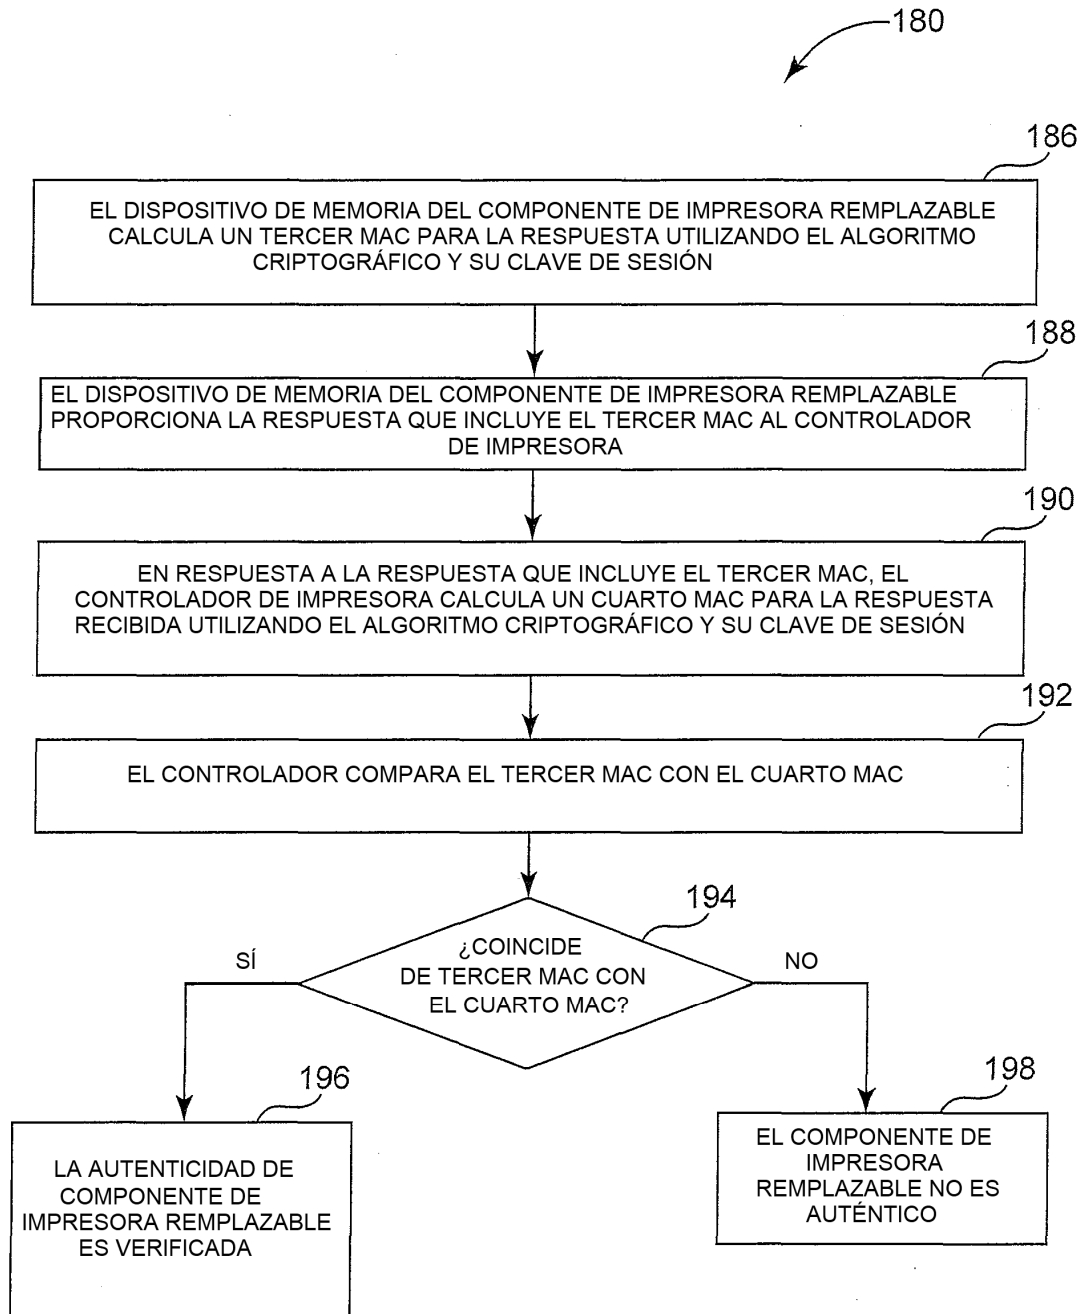 180
186
EL DISPOSITIVO DE MEMORIA DEL COMPONENTE DE IMPRESORA REMPLAZABLE
CALCULA UN TERCER MAC PARA LA RESPUESTA UTILIZANDO EL ALGORITMO
CRIPTOGRÁFICO Y SU CLAVE DE SESIÓN
188
EL DISPOSITIVO DE MEMORIA DEL COMPONENTE DE IMPRESORA REMPLAZABLE
PROPORCIONA LA RESPUESTA QUE INCLUYE EL TERCER MAC AL CONTROLADOR
DE IMPRESORA
190
EN RESPUESTA A LA RESPUESTA QUE INCLUYE EL TERCER MAC, EL
CONTROLADOR DE IMPRESORA CALCULA UN CUARTO MAC PARA LA RESPUESTA
RECIBIDA UTILIZANDO EL ALGORITMO CRIPTOGRÁFICO Y SU CLAVE DE SESIÓN
192
EL CONTROLADOR COMPARA EL TERCER MAC CON EL CUARTO MAC
194
¿COINCIDE
DE TERCER MAC CON
EL CUARTO MAC?
SÍ
NO
196
LA AUTENTICIDAD DE
COMPONENTE DE
IMPRESORA REMPLAZABLE
ES VERIFICADA
198
EL COMPONENTE DE
IMPRESORA
REMPLAZABLE NO ES
AUTÉNTICO